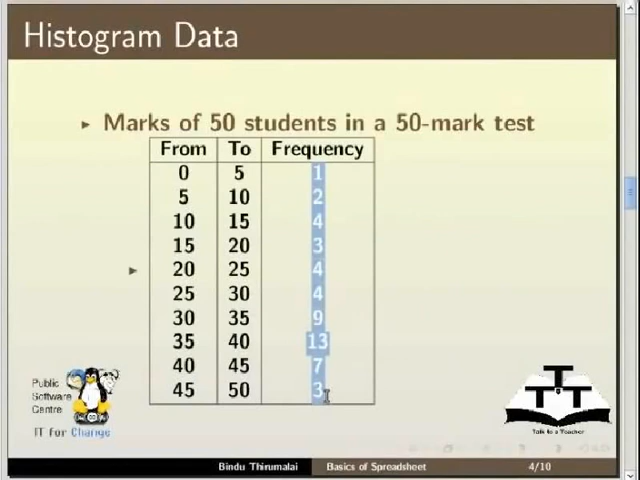 Histogram Data
Marks of 50 students in a 50-mark test
From To Frequency
0 5 1
5 10 2
10 15 4
15 20 3
20 25 4
25 30 4
30 35 9
35 40 13
40 45 7
45 50 3
Public
Software
Centre
IT for Change
TTT
Talk to a Teacher
Bindu Thirumalai Basics of Spreadsheet 4/10